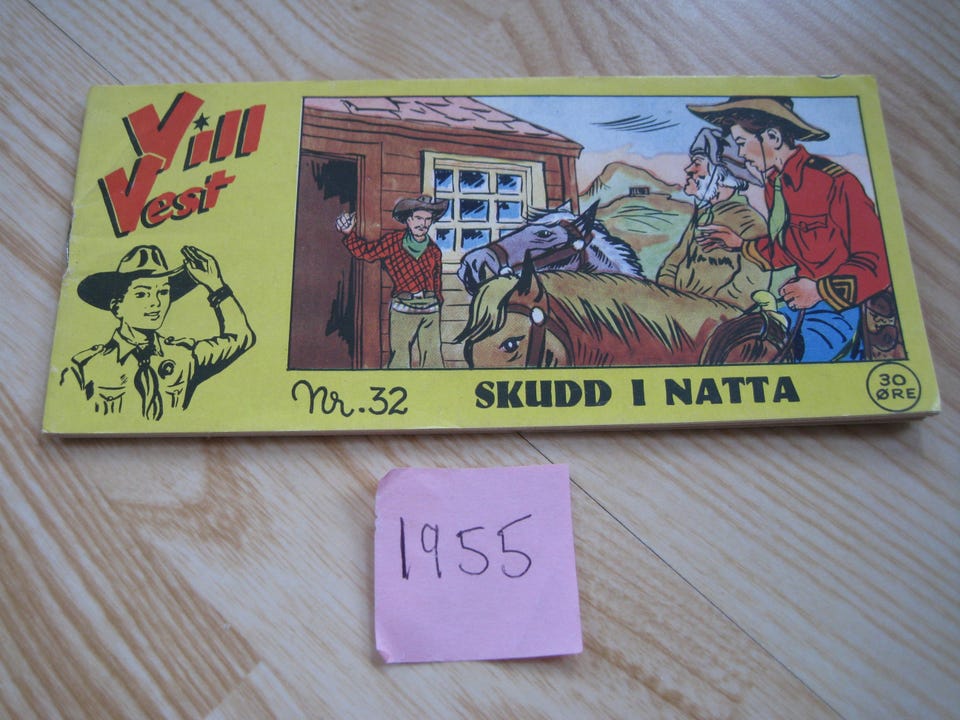 Vill
Vest
Nr. 32
SKUDD I NATTA
30
ØRE
1955